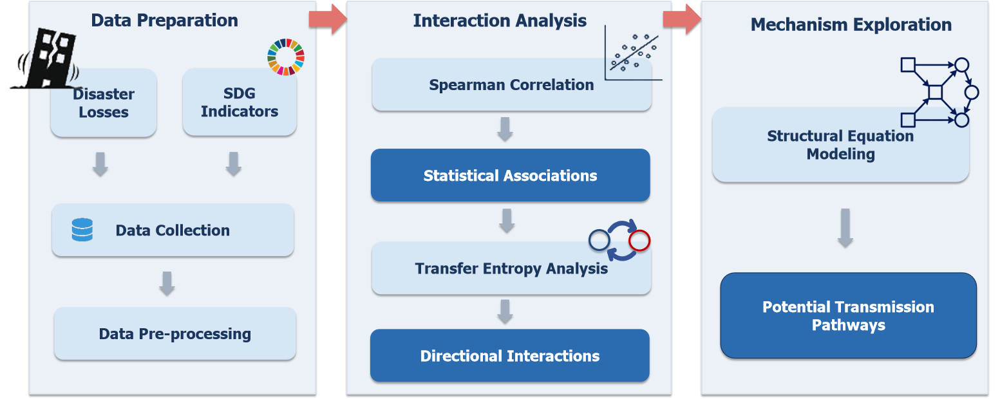 Data Preparation
Disaster
Losses
SDG
Indicators
Data Collection
Data Pre-processing
Interaction Analysis
Spearman Correlation
Statistical Associations
Transfer Entropy Analysis
Directional Interactions
Mechanism Exploration
Structural Equation
Modeling
Potential Transmission
Pathways